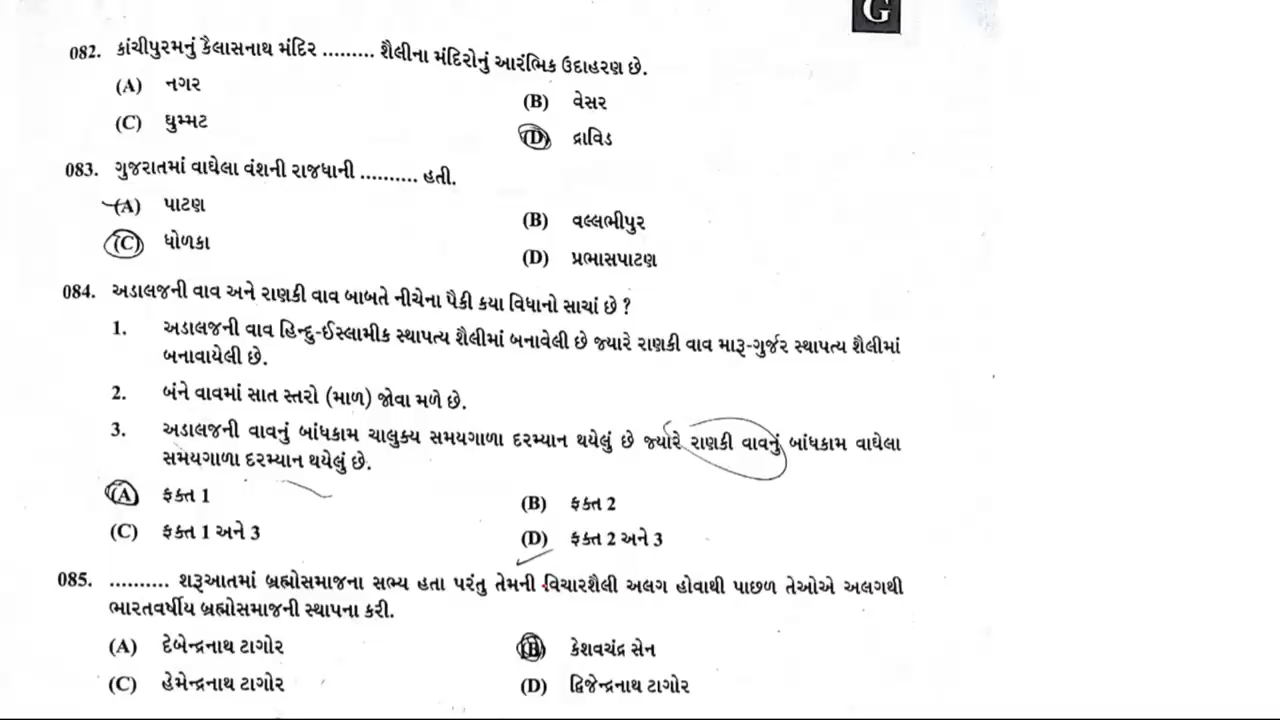 G
082. કાંચીપુરમનું કૈલાસનાથ મંદિર ......... શૈલીના મંદિરોનું આરંભિક ઉદાહરણ છે.
(A) નગર
(B) વેસર
(C) ઘુમ્મટ
(D) દ્રાવિડ
083. ગુજરાતમાં વાઘેલા વંશની રાજધાની .......... હતી.
(A) પાટણ
(B) વલ્લભીપુર
(C) ધોળકા
(D) પ્રભાસપાટણ
084. અડાલજની વાવ અને રાણકી વાવ બાબતે નીચેના પૈકી કયા વિધાનો સાચાં છે ?
1. અડાલજની વાવ હિન્દુ-ઈસ્લામીક સ્થાપત્ય શૈલીમાં બનાવેલી છે જ્યારે રાણકી વાવ મારૂ-ગુર્જર સ્થાપત્ય શૈલીમાં
બનાવાયેલી છે.
2. બંને વાવમાં સાત સ્તરો (માળ) જોવા મળે છે.
3. અડાલજની વાવનું બાંધકામ ચાલુક્ય સમયગાળા દરમ્યાન થયેલું છે જ્યારે રાણકી વાવનું બાંધકામ વાઘેલા
સમયગાળા દરમ્યાન થયેલું છે.
(A) ફક્ત 1
(B) ફક્ત 2
(C) ફક્ત 1 અને 3
(D) ફક્ત 2 અને 3
085. .......... શરૂઆતમાં બ્રહ્મોસમાજના સભ્ય હતા પરંતુ તેમની વિચારશૈલી અલગ હોવાથી પાછળ તેઓએ અલગથી
ભારતવર્ષીય બ્રહ્મોસમાજની સ્થાપના કરી.
(A) દેબેન્દ્રનાથ ટાગોર
(B) કેશવચંદ્ર સેન
(C) હેમેન્દ્રનાથ ટાગોર
(D) દ્વિજેન્દ્રનાથ ટાગોર